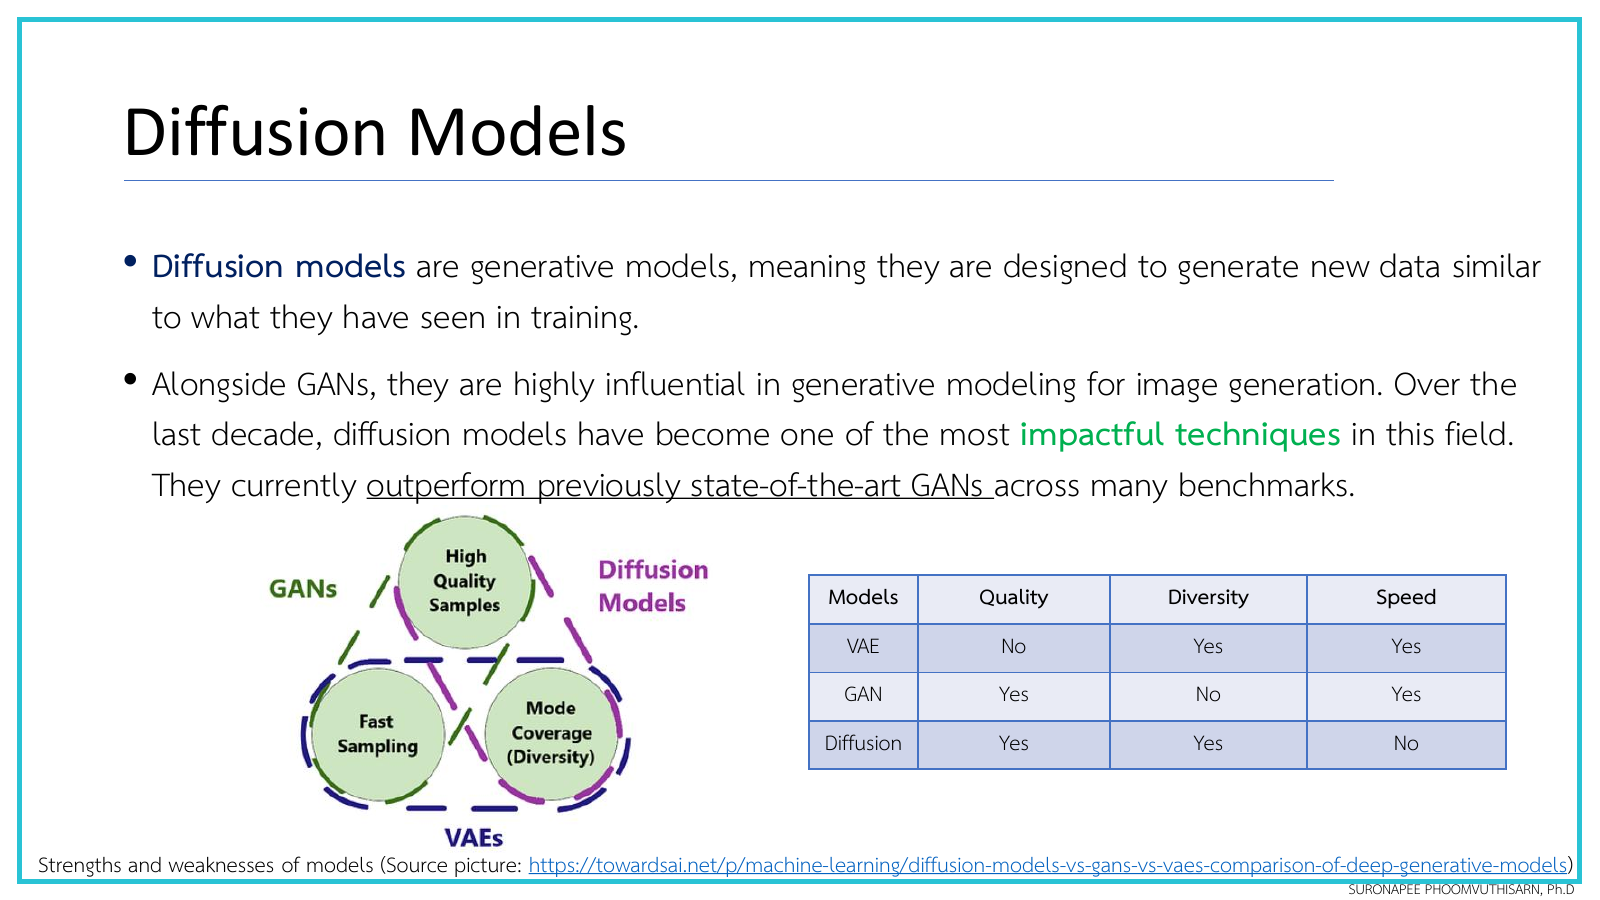 Diffusion Models
• Diffusion models are generative models, meaning they are designed to generate new data similar
to what they have seen in training.
• Alongside GANs, they are highly influential in generative modeling for image generation. Over the
last decade, diffusion models have become one of the most impactful techniques in this field.
They currently outperform previously state-of-the-art GANs across many benchmarks.
GANs
High
Quality
Samples
Diffusion
Models
Fast
Sampling
Mode
Coverage
(Diversity)
VAEs
Models Quality Diversity Speed
VAE No Yes Yes
GAN Yes No Yes
Diffusion Yes Yes No
Strengths and weaknesses of models (Source picture: https://towardsai.net/p/machine-learning/diffusion-models-vs-gans-vs-vaes-comparison-of-deep-generative-models)
SURONAPEE PHOOMVUTHISARN, Ph.D